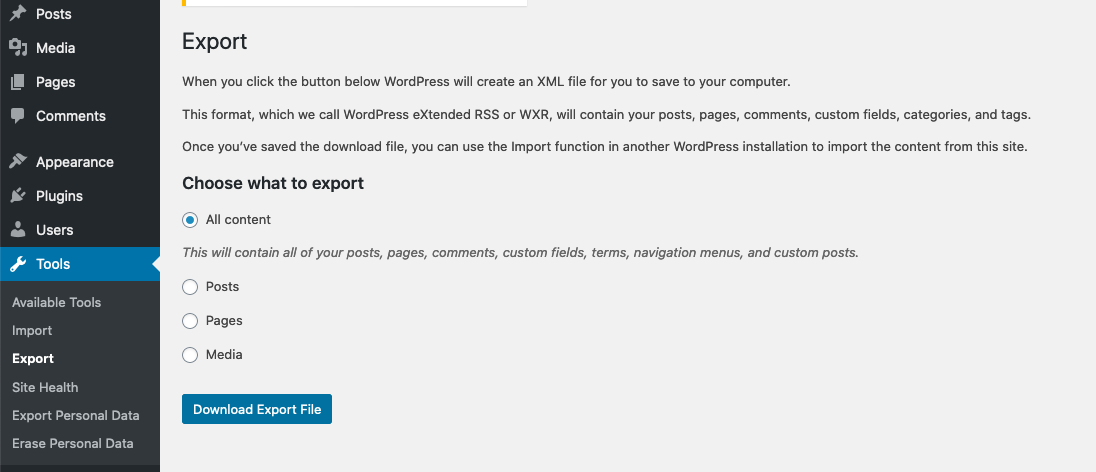 Posts
Media
Pages
Comments
Appearance
Plugins
Users
Tools
Available Tools
Import
Export
Site Health
Export Personal Data
Erase Personal Data
Export
When you click the button below WordPress will create an XML file for you to save to your computer.
This format, which we call WordPress eXtended RSS or WXR, will contain your posts, pages, comments, custom fields, categories, and tags.
Once you’ve saved the download file, you can use the Import function in another WordPress installation to import the content from this site.
Choose what to export
All content
This will contain all of your posts, pages, comments, custom fields, terms, navigation menus, and custom posts.
Posts
Pages
Media
Download Export File